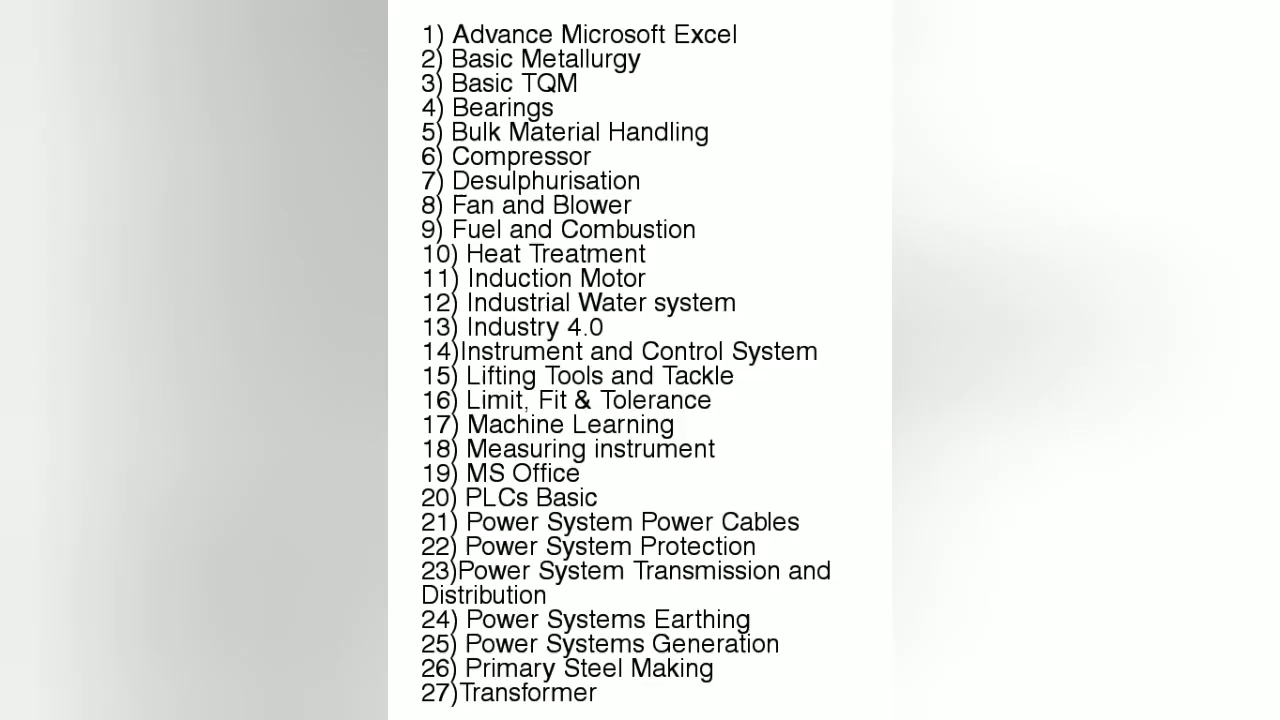 1) Advance Microsoft Excel
2) Basic Metallurgy
3) Basic TQM
4) Bearings
5) Bulk Material Handling
6) Compressor
7) Desulphurisation
8) Fan and Blower
9) Fuel and Combustion
10) Heat Treatment
11) Induction Motor
12) Industrial Water system
13) Industry 4.0
14)Instrument and Control System
15) Lifting Tools and Tackle
16) Limit, Fit & Tolerance
17) Machine Learning
18) Measuring instrument
19) MS Office
20) PLCs Basic
21) Power System Power Cables
22) Power System Protection
23)Power System Transmission and
Distribution
24) Power Systems Earthing
25) Power Systems Generation
26) Primary Steel Making
27)Transformer